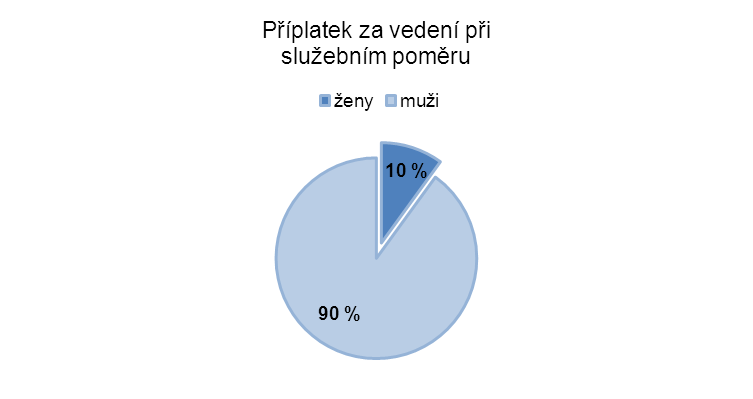 Příplatek za vedení při
služebním poměru
ženy muži
10 %
90 %